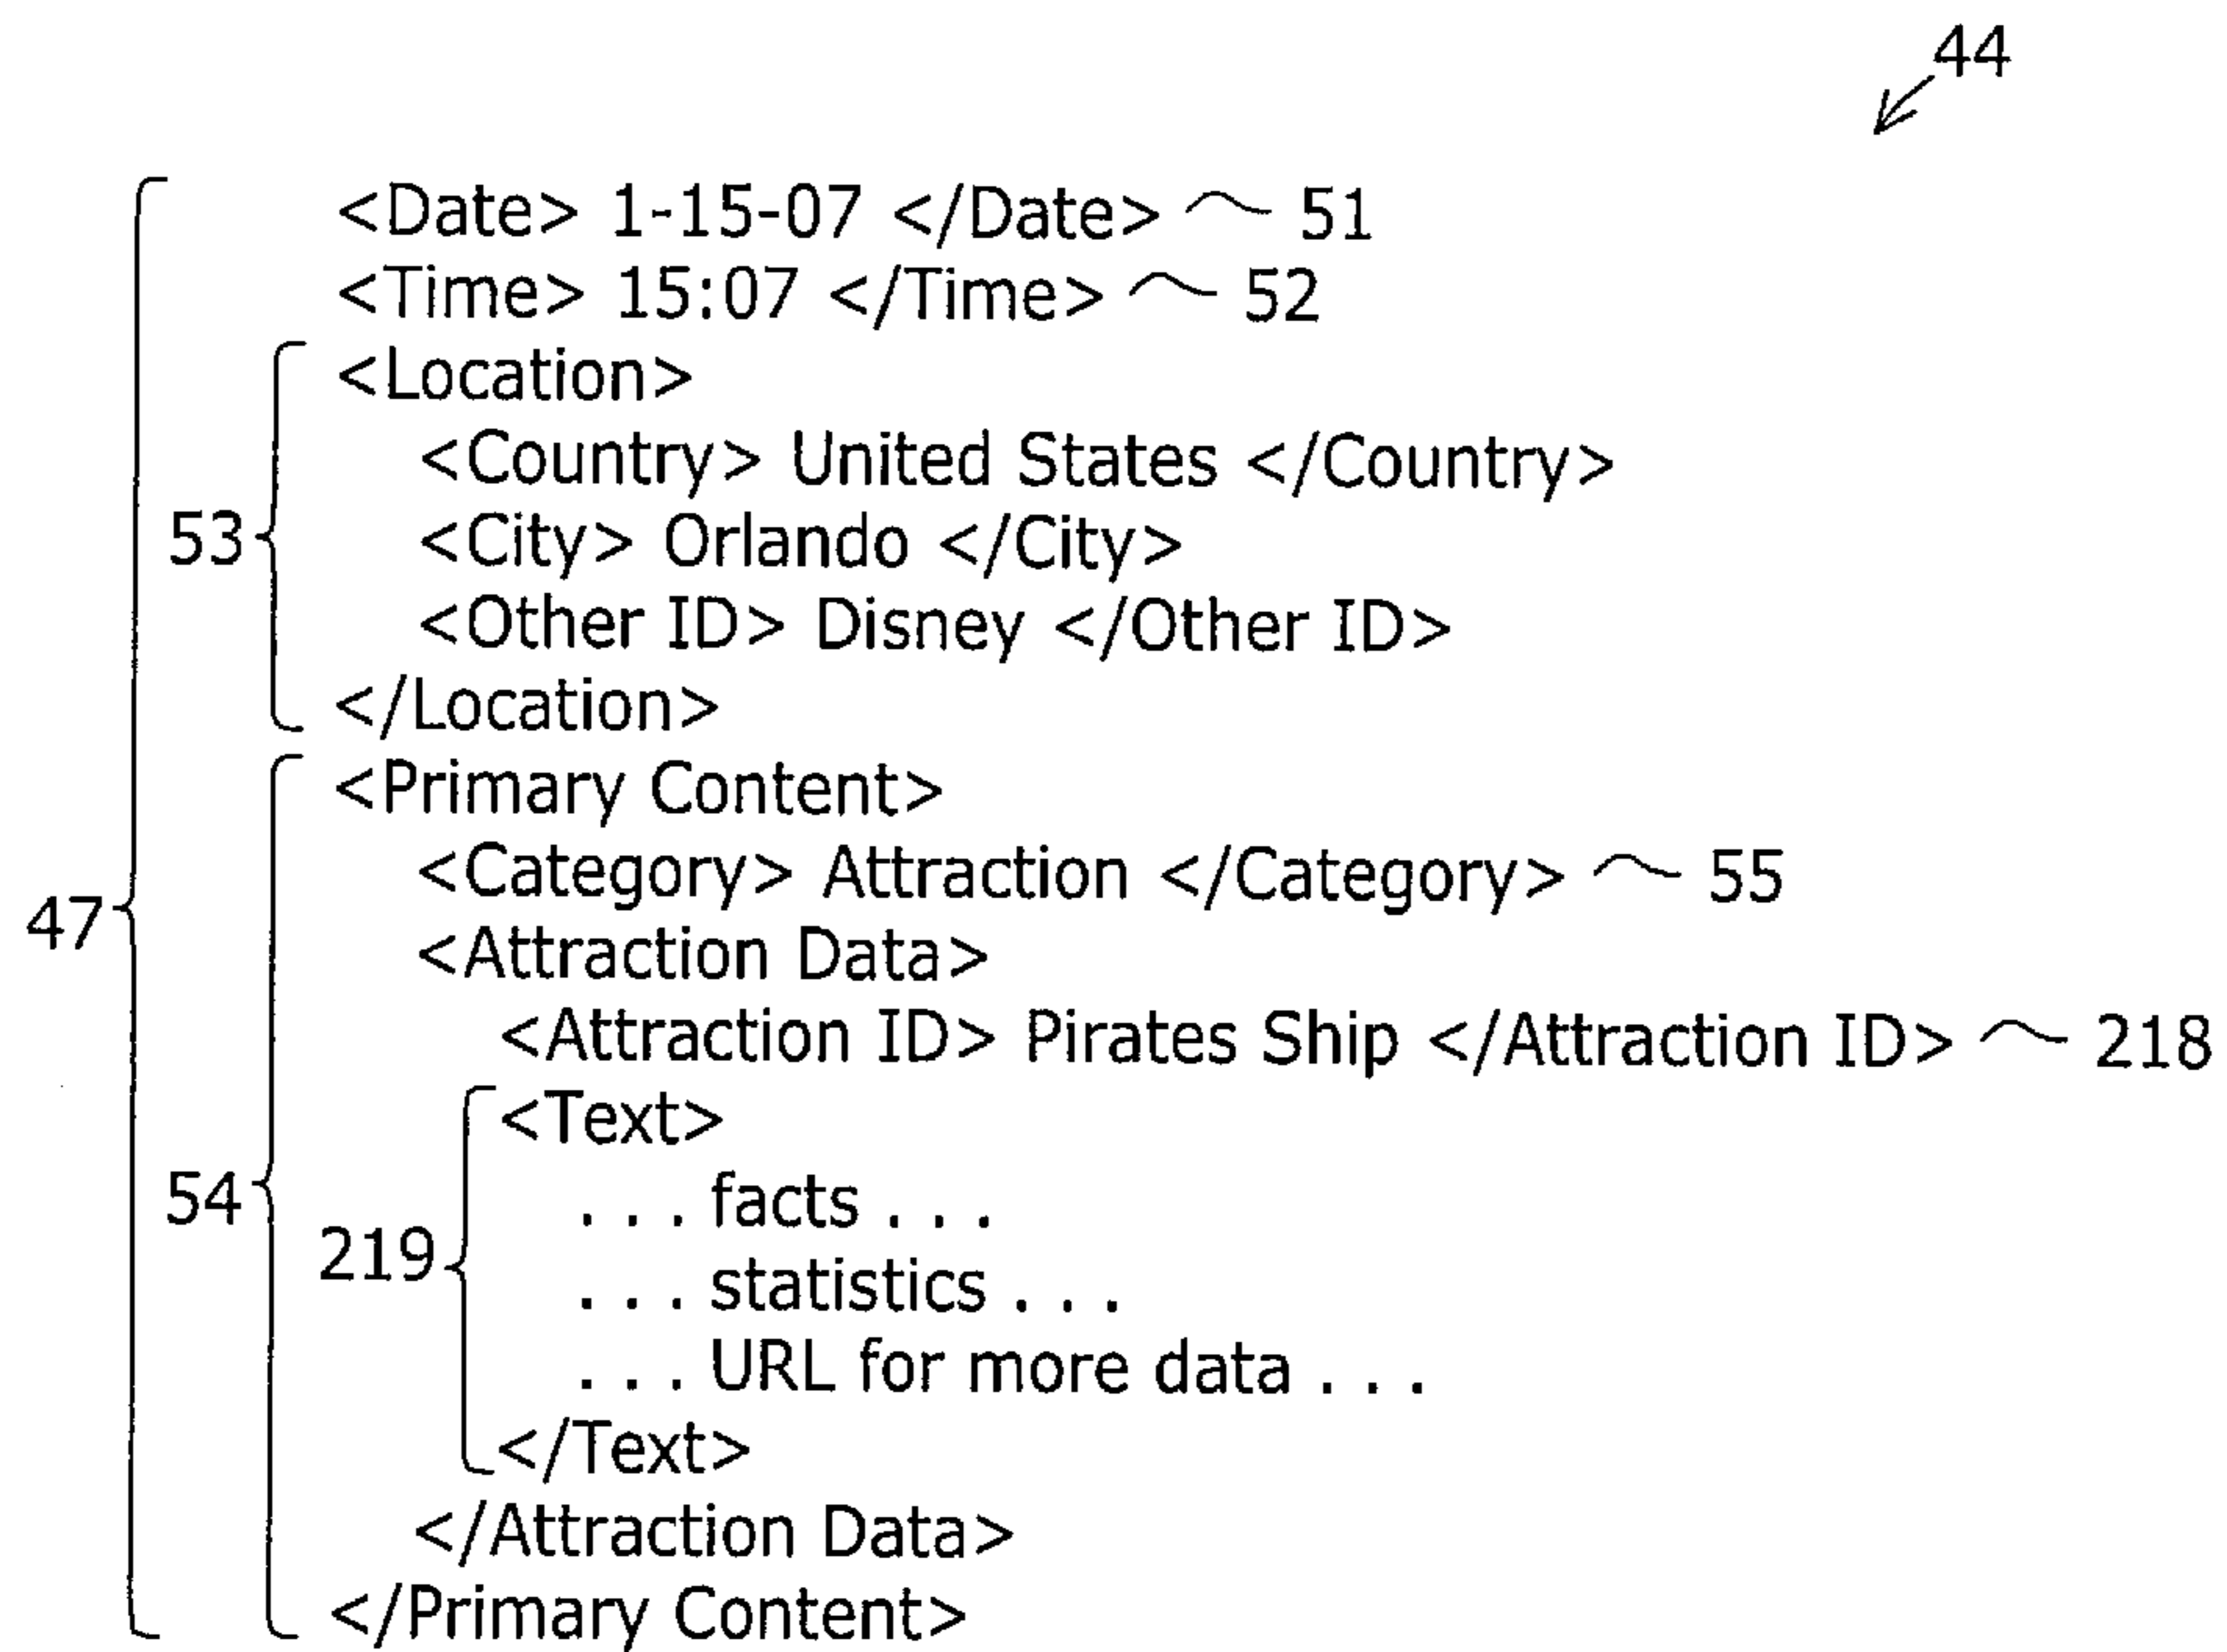 44
<Date> 1-15-07 </Date> 51
<Time> 15:07 </Time> 52
<Location>
<Country> United States </Country>
53 <City> Orlando </City>
<Other ID> Disney </Other ID>
</Location>
<Primary Content>
<Category> Attraction </Category> 55
47
<Attraction Data>
<Attraction ID> Pirates Ship </Attraction ID> 218
<Text>
54 . . . facts . . .
219 . . . statistics . . .
. . . URL for more data . . .
</Text>
</Attraction Data>
</Primary Content>